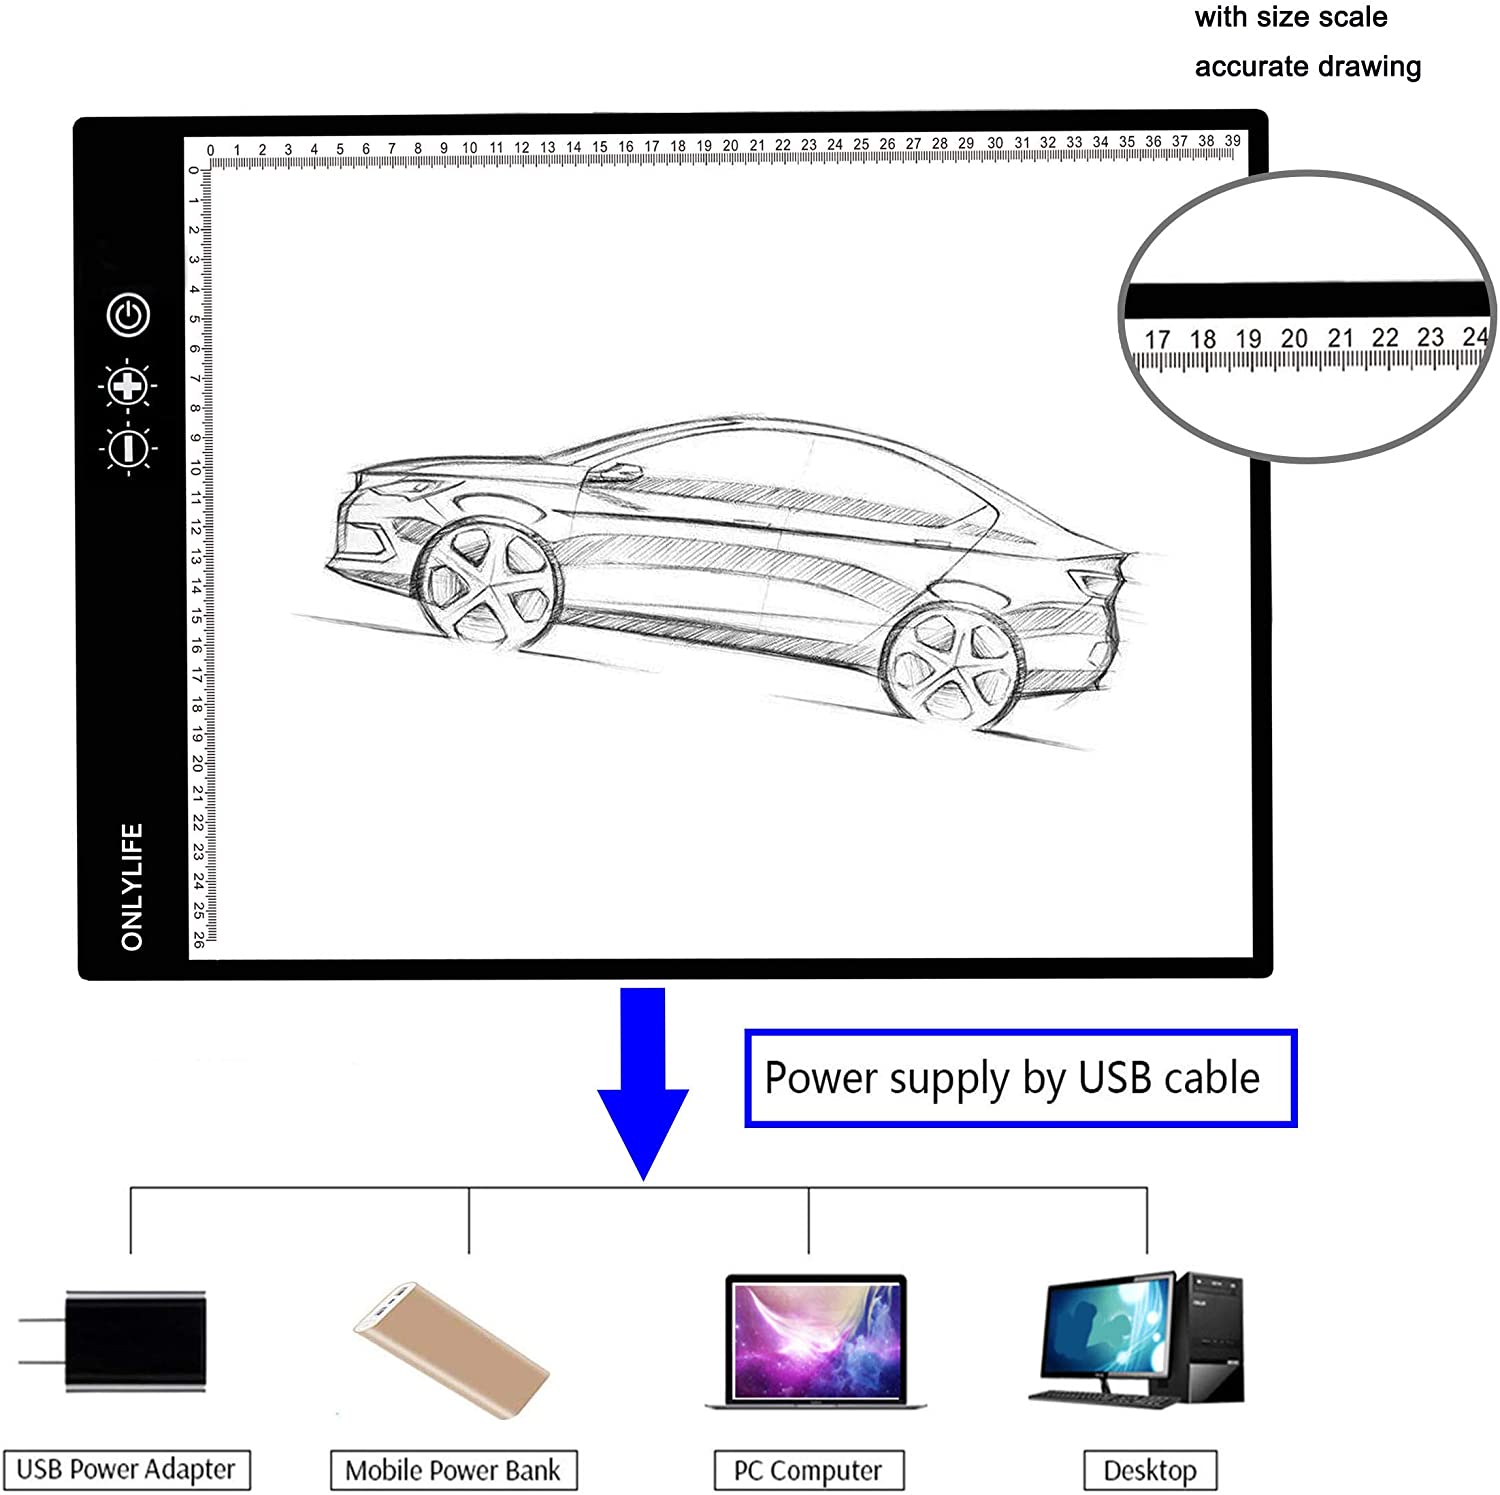 with size scale
accurate drawing
0 1 2 3 4 5 6 7 8 9 10 11 12 13 14 15 16 17 18 19 20 21 22 23 24 25 26 27 28 29 30 31 32 33 34 35 36 37 38 39
0 1 2 3 4 5 6 7 8 9 10 11 12 13 14 15 16 17 18 19 20 21 22 23 24 25 26
17 18 19 20 21 22 23 24
ONLYLIFE
Power supply by USB cable
USB Power Adapter
Mobile Power Bank
PC Computer
Desktop